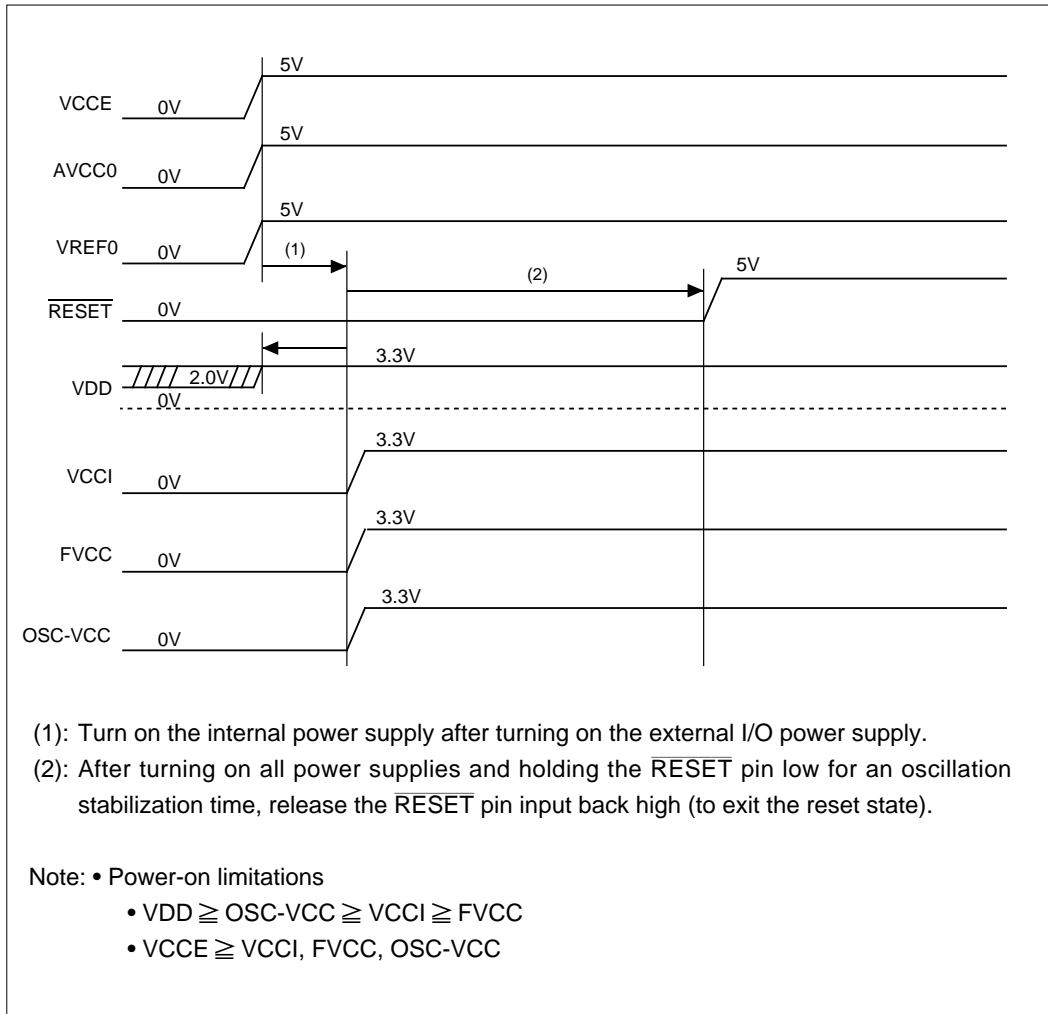 5V
VCCE 0V
5V
AVCC0 0V
5V
VREF0 0V
(1)
(2)
5V
RESET 0V
3.3V
VDD 2.0V
0V
3.3V
VCCI 0V
3.3V
FVCC 0V
3.3V
OSC-VCC 0V
(1): Turn on the internal power supply after turning on the external I/O power supply.
(2): After turning on all power supplies and holding the RESET pin low for an oscillation
stabilization time, release the RESET pin input back high (to exit the reset state).
Note: • Power-on limitations
• VDD ≧ OSC-VCC ≧ VCCI ≧ FVCC
• VCCE ≧ VCCI, FVCC, OSC-VCC